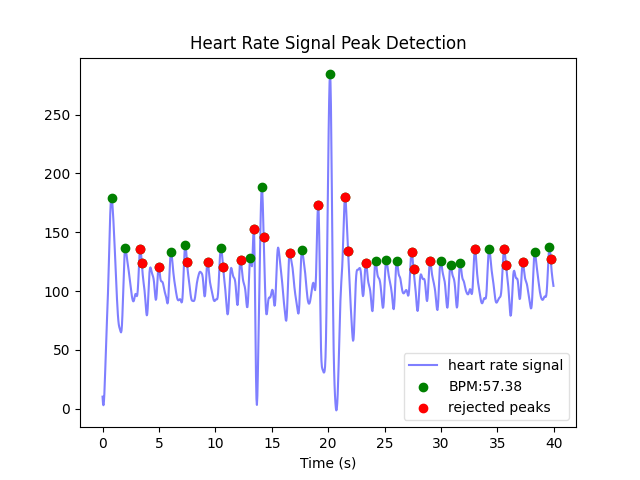 Heart Rate Signal Peak Detection
250
200
150
100
50
0
heart rate signal
BPM:57.38
rejected peaks
0 5 10 15 20 25 30 35 40
Time (s)